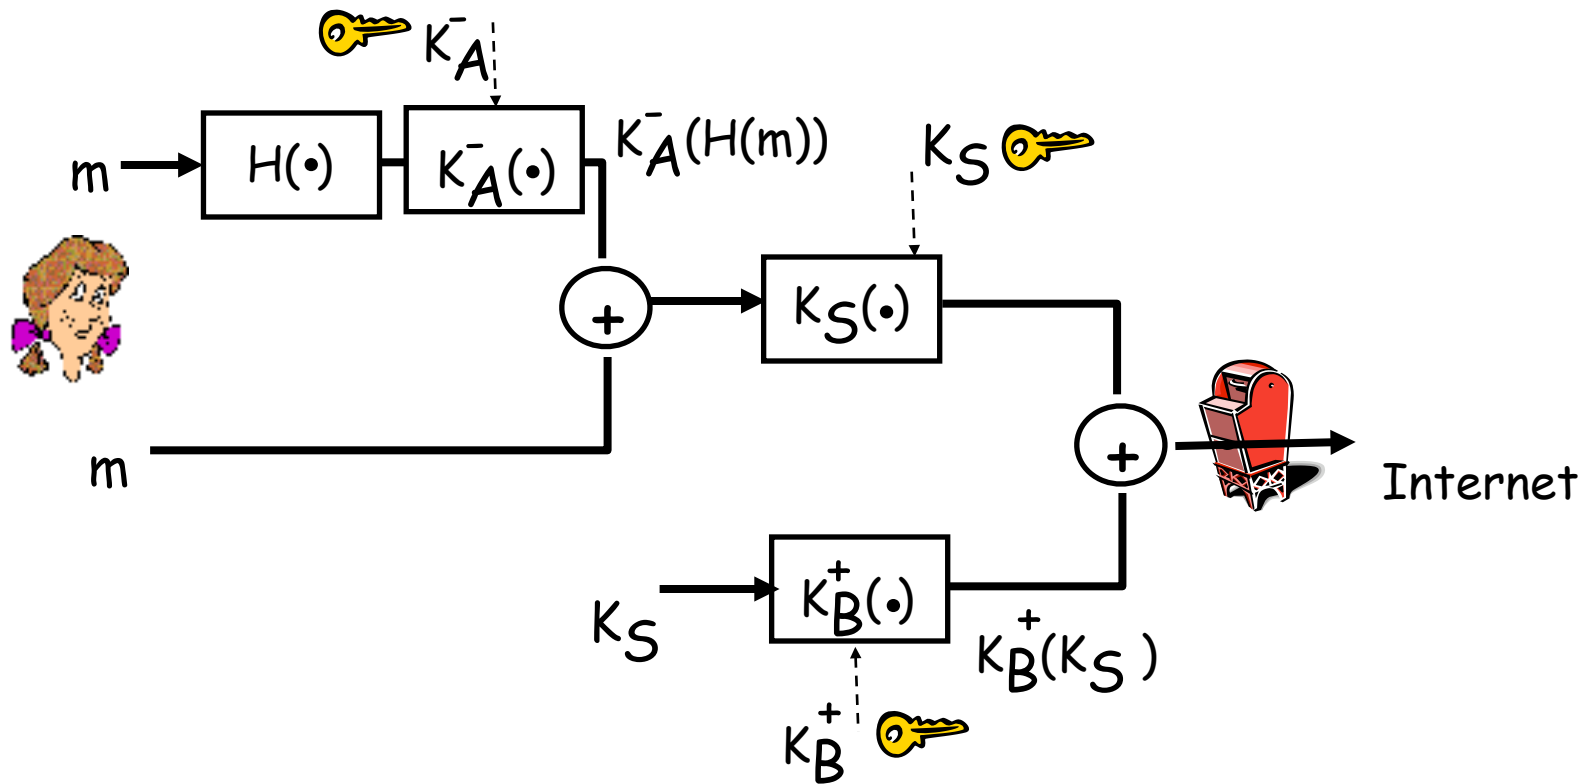 K⁻A
m
H(•)
K⁻A(•)
K⁻A(H(m))
KS
+
KS(•)
m
+
Internet
KS
K⁺B(•)
K⁺B(KS )
K⁺B